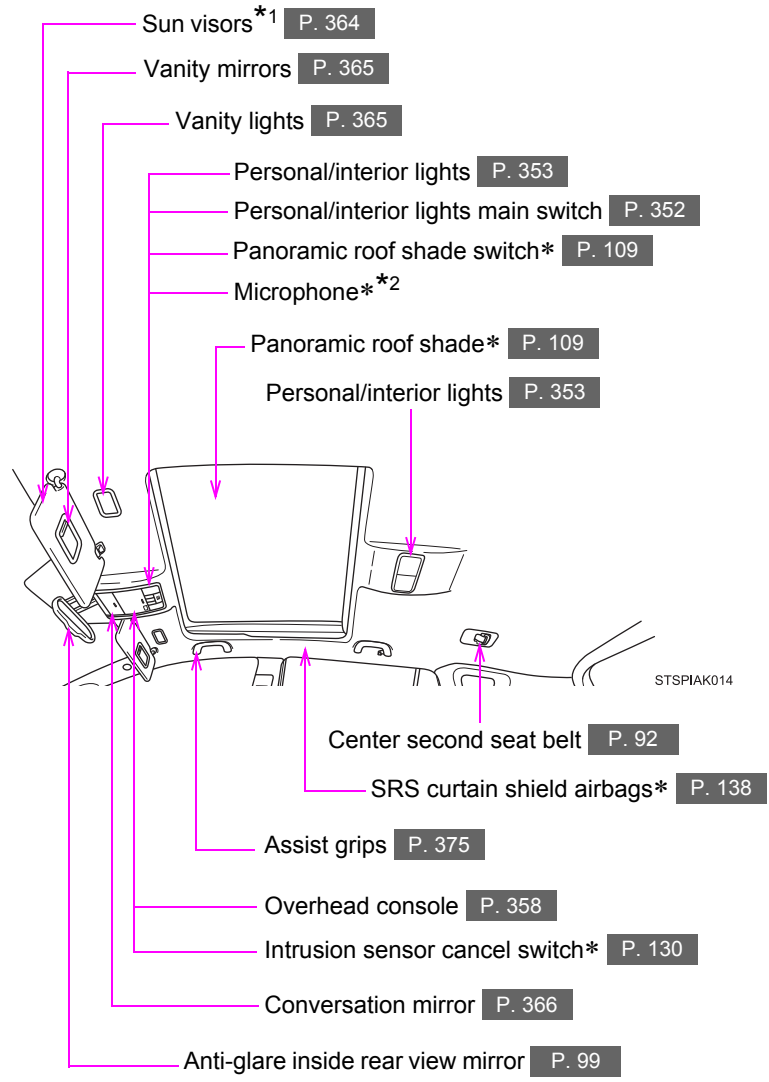 Sun visors*1 P. 364
Vanity mirrors P. 365
Vanity lights P. 365
Personal/interior lights P. 353
Personal/interior lights main switch P. 352
Panoramic roof shade switch* P. 109
Microphone**2
Panoramic roof shade* P. 109
Personal/interior lights P. 353
STSPIAK014
Center second seat belt P. 92
SRS curtain shield airbags* P. 138
Assist grips P. 375
Overhead console P. 358
Intrusion sensor cancel switch* P. 130
Conversation mirror P. 366
Anti-glare inside rear view mirror P. 99